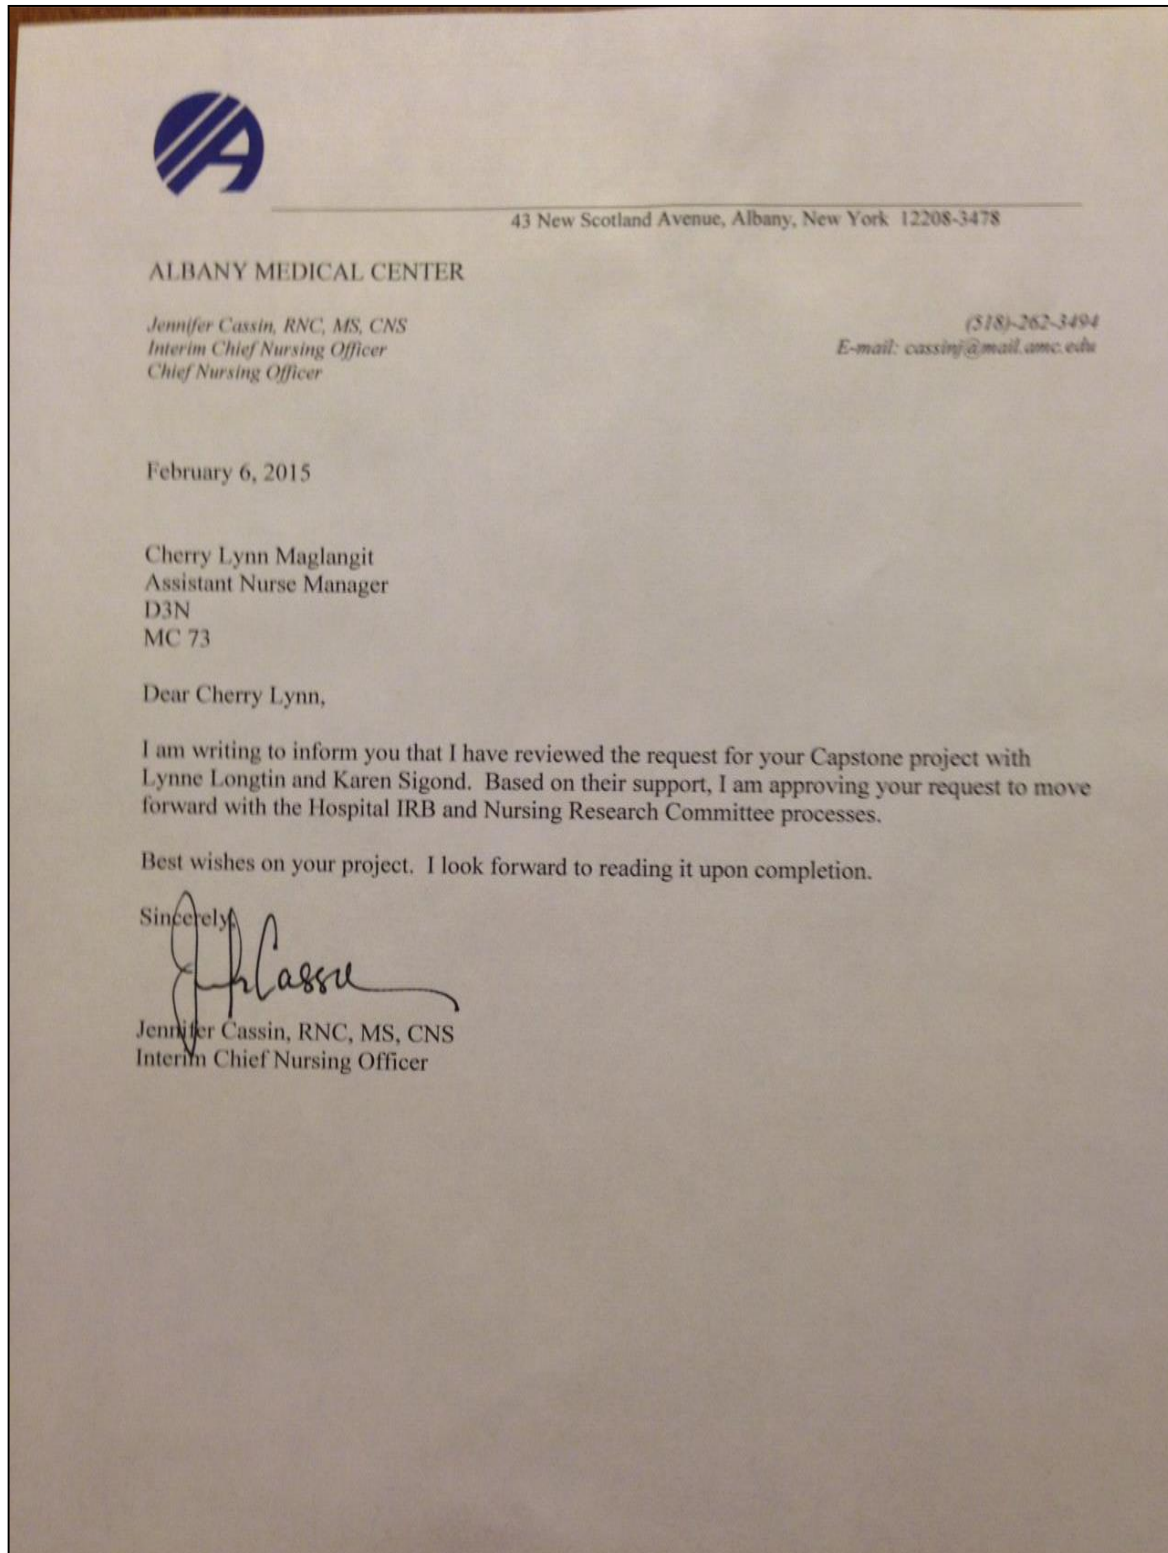 43 New Scotland Avenue, Albany, New York 12208-3478
ALBANY MEDICAL CENTER
Jennifer Cassin, RNC, MS, CNS
Interim Chief Nursing Officer
Chief Nursing Officer
(518)-262-3494
E-mail: cassinj@mail.amc.edu
February 6, 2015
Cherry Lynn Maglangit
Assistant Nurse Manager
D3N
MC 73
Dear Cherry Lynn,
I am writing to inform you that I have reviewed the request for your Capstone project with
Lynne Longtin and Karen Sigond. Based on their support, I am approving your request to move
forward with the Hospital IRB and Nursing Research Committee processes.
Best wishes on your project. I look forward to reading it upon completion.
Sincerely,
Jennifer Cassin, RNC, MS, CNS
Interim Chief Nursing Officer